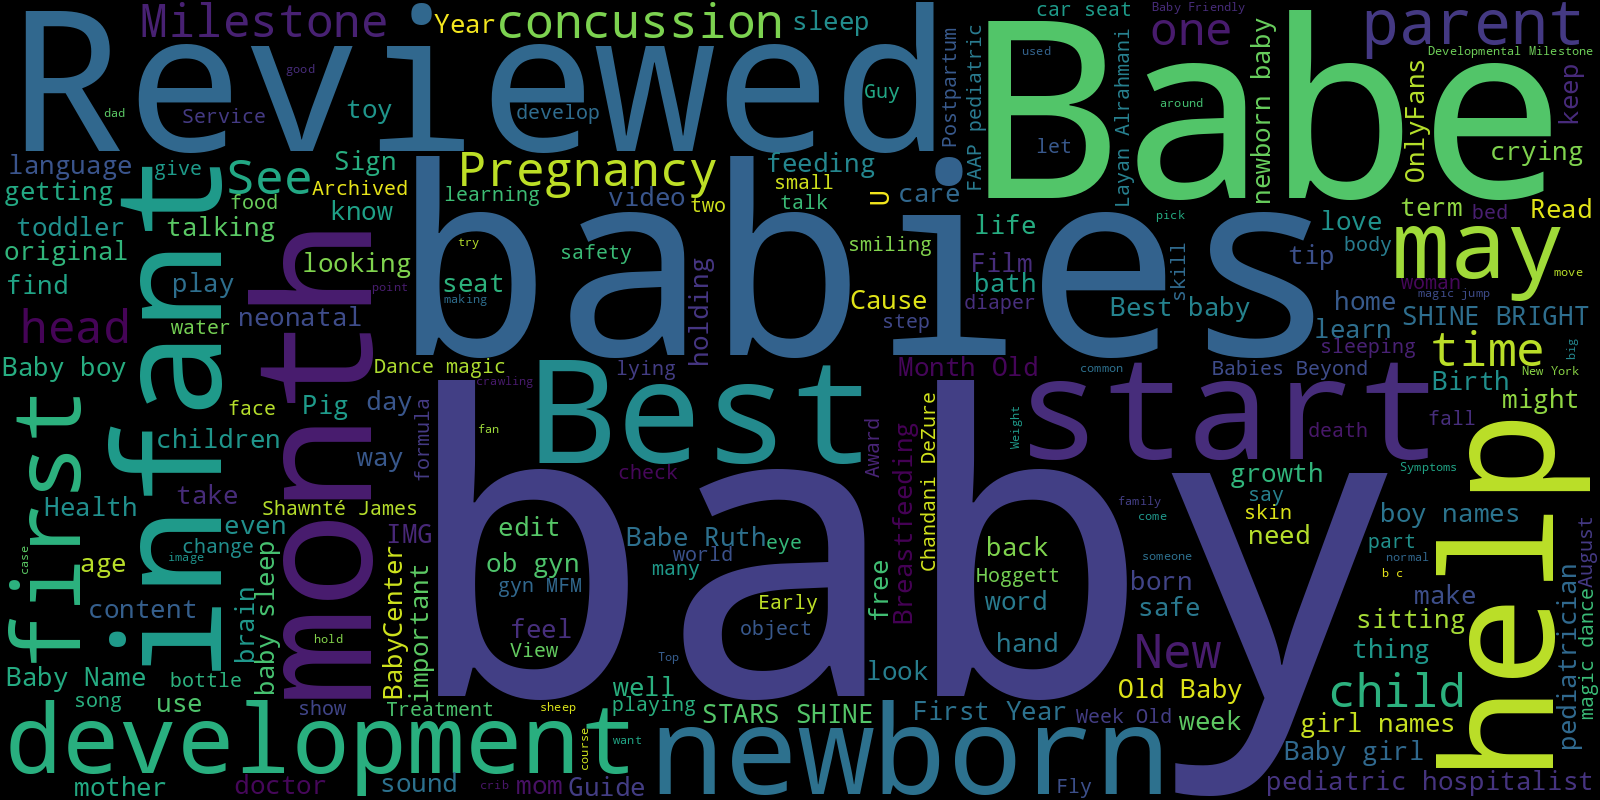 Reviewed
Babe
babies
baby
Milestone
Year
concussion
sleep
car seat
Baby Friendly
one
parent
Developmental Milestone
good
dad
Service
toy
develop
Guy
Postpartum
FAAP pediatric
used
around
let
Layan Alrahmani
newborn baby
OnlyFans
keep
crying
language
give
See
Sign
Archived
Pregnancy
feeding
small
talk
u
care
getting
food
know
learning
video
two
toddler
talking
original
looking
try
safety
smiling
life
pick
love
term
bed
Read
body
may
find
play
seat
making
point
holding
Cause
Film
bath
diaper
skill
tip
woman
move
magic jump
head
water
neonatal
step
Best baby
home
learn
SHINE BRIGHT
sleeping
time
big
New York
Baby boy
infant
month
Dance magic
crawling
lying
Month Old
common
Babies Beyond
Birth
might
first
face
Pig
day
formula
fan
Best
start
Weight
death
fall
help
children
way
check
Award
Breastfeeding
Chandani DeZure
growth
Symptoms
Health
take
Shawnté James
say
skin
need
family
come
boy names
even
IMG
edit
Babe Ruth
eye
back
part
change
case
age
image
ob gyn
world
many
Hoggett
someone
normal
b c
gyn MFM
word
born
safe
make
content
brain
baby sleep
BabyCenter
important
Early
object
free
sitting
pediatrician
August
magic dance
hold
feel
View
hand
New
thing
Top
look
Baby Name
bottle
well
Old Baby
child
song
use
show
Treatment
sheep
playing
STARS SHINE
First Year
Week Old
week
girl names
development
course
want
newborn
Baby girl
mother
doctor
sound
crib
mom
Guide
Fly
pediatric hospitalist